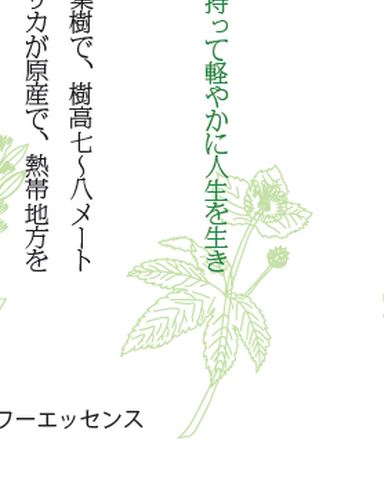 持って軽やかに人生を生き
葉樹で、樹高七〜八メート
ッカが原産で、熱帯地方を
フーエッセンス